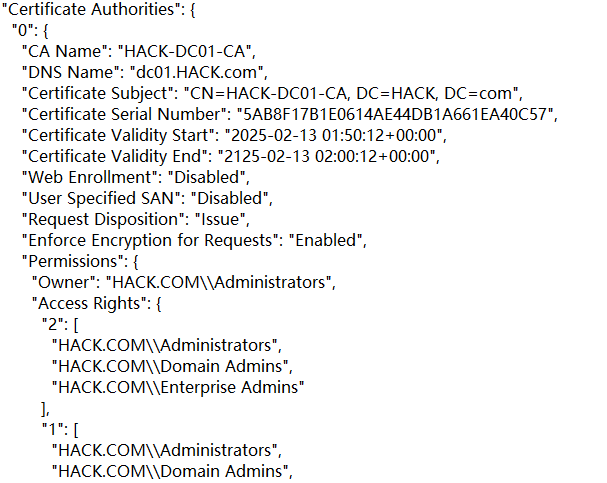 "Certificate Authorities": {
"0": {
"CA Name": "HACK-DC01-CA",
"DNS Name": "dc01.HACK.com",
"Certificate Subject": "CN=HACK-DC01-CA, DC=HACK, DC=com",
"Certificate Serial Number": "5AB8F17B1E0614AE44DB1A661EA40C57",
"Certificate Validity Start": "2025-02-13 01:50:12+00:00",
"Certificate Validity End": "2125-02-13 02:00:12+00:00",
"Web Enrollment": "Disabled",
"User Specified SAN": "Disabled",
"Request Disposition": "Issue",
"Enforce Encryption for Requests": "Enabled",
"Permissions": {
"Owner": "HACK.COM\\Administrators",
"Access Rights": {
"2": [
"HACK.COM\\Administrators",
"HACK.COM\\Domain Admins",
"HACK.COM\\Enterprise Admins"
],
"1": [
"HACK.COM\\Administrators",
"HACK.COM\\Domain Admins",